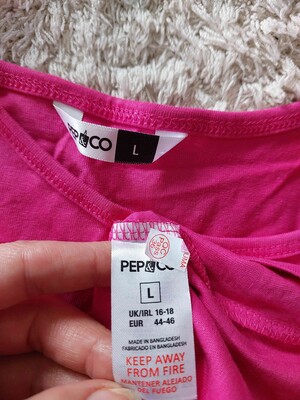 PEP&CO
L
PEP&CO
L
UK/IRL 16-18
EUR 44-46
MADE IN BANGLADESH
FABRICADO EN BANGLADESH
KEEP AWAY
FROM FIRE
MANTENER ALEJADO
DEL FUEGO